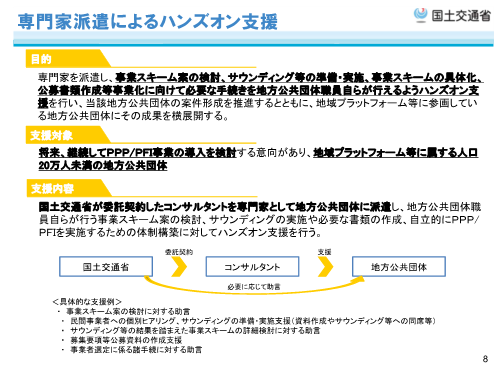 専門家派遣によるハンズオン支援
国土交通省
目的
専門家を派遣し、事業スキーム案の検討、サウンディング等の準備・実施、事業スキームの具体化、
公募書類作成等事業化に向けて必要な手続きを地方公共団体職員自らが行えるようハンズオン支
援を行い、当該地方公共団体の案件形成を推進するとともに、地域プラットフォーム等に参画してい
る地方公共団体にその成果を横展開する。
支援対象
将来、継続してPPP/PFI事業の導入を検討する意向があり、地域プラットフォーム等に属する人口
20万人未満の地方公共団体
支援内容
国土交通省が委託契約したコンサルタントを専門家として地方公共団体に派遣し、地方公共団体職
員自らが行う事業スキーム案の検討、サウンディングの実施や必要な書類の作成、自立的にPPP/
PFIを実施するための体制構築に対してハンズオン支援を行う。
委託契約
支援
国土交通省
コンサルタント
地方公共団体
必要に応じて助言
＜具体的な支援例＞
・ 事業スキーム案の検討に対する助言
・ 民間事業者への個別ヒアリング、サウンディングの準備・実施支援（資料作成やサウンディング等への同席等）
・ サウンディング等の結果を踏まえた事業スキームの詳細検討に対する助言
・ 募集要項等公募資料の作成支援
・ 事業者選定に係る諸手続に対する助言
8